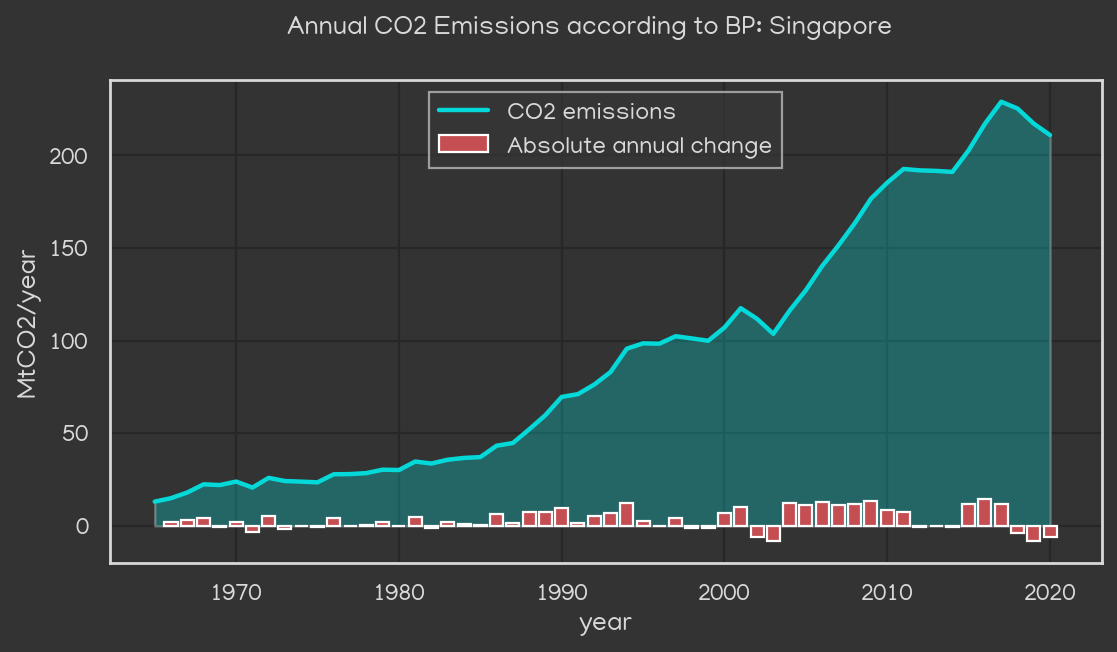 Annual CO2 Emissions according to BP: Singapore
CO2 emissions
Absolute annual change
MtCO2/year
200
150
100
50
0
1970 1980 1990 2000 2010 2020
year